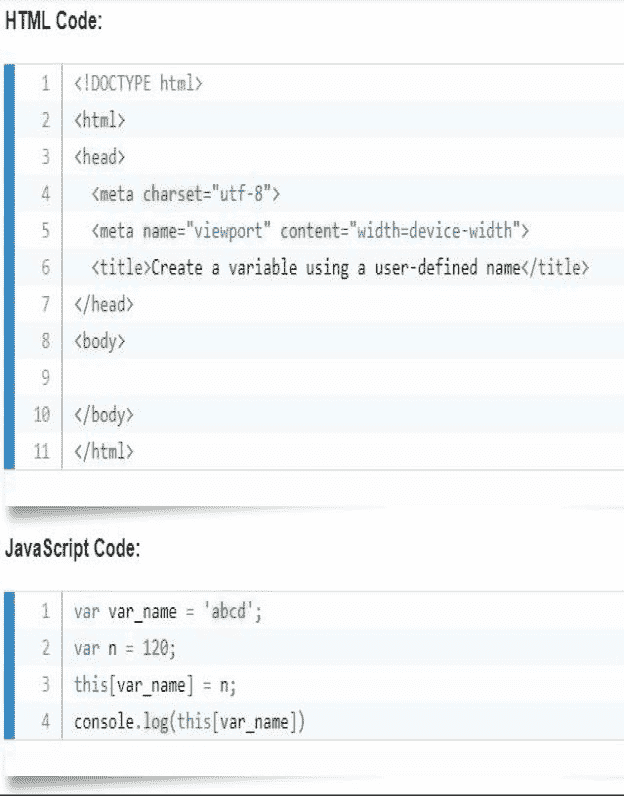 HTML Code:
1 <!DOCTYPE html>
2 <html>
3 <head>
4   <meta charset="utf-8">
5   <meta name="viewport" content="width=device-width">
6   <title>Create a variable using a user-defined name</title>
7 </head>
8 <body>
9
10 </body>
11 </html>
JavaScript Code:
1 var var_name = 'abcd';
2 var n = 120;
3 this[var_name] = n;
4 console.log(this[var_name])